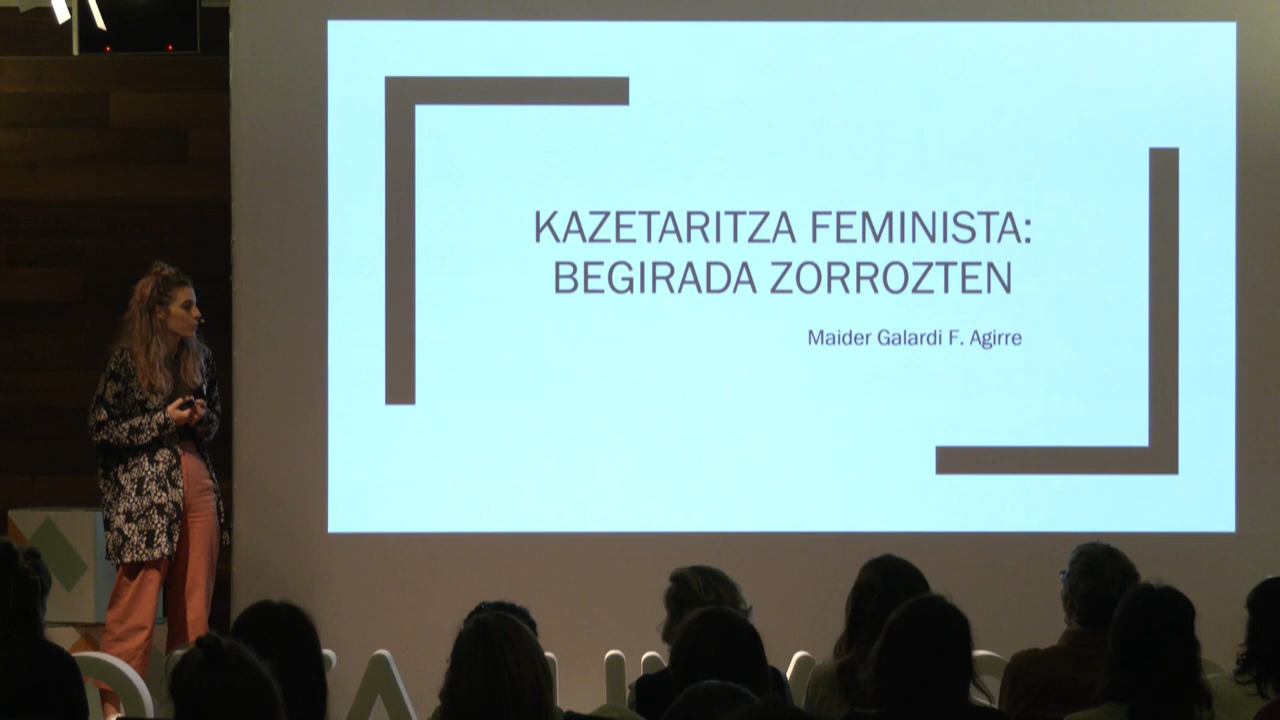 KAZETARITZA FEMINISTA:
BEGIRADA ZORROZTEN
Maider Galardi F. Agirre